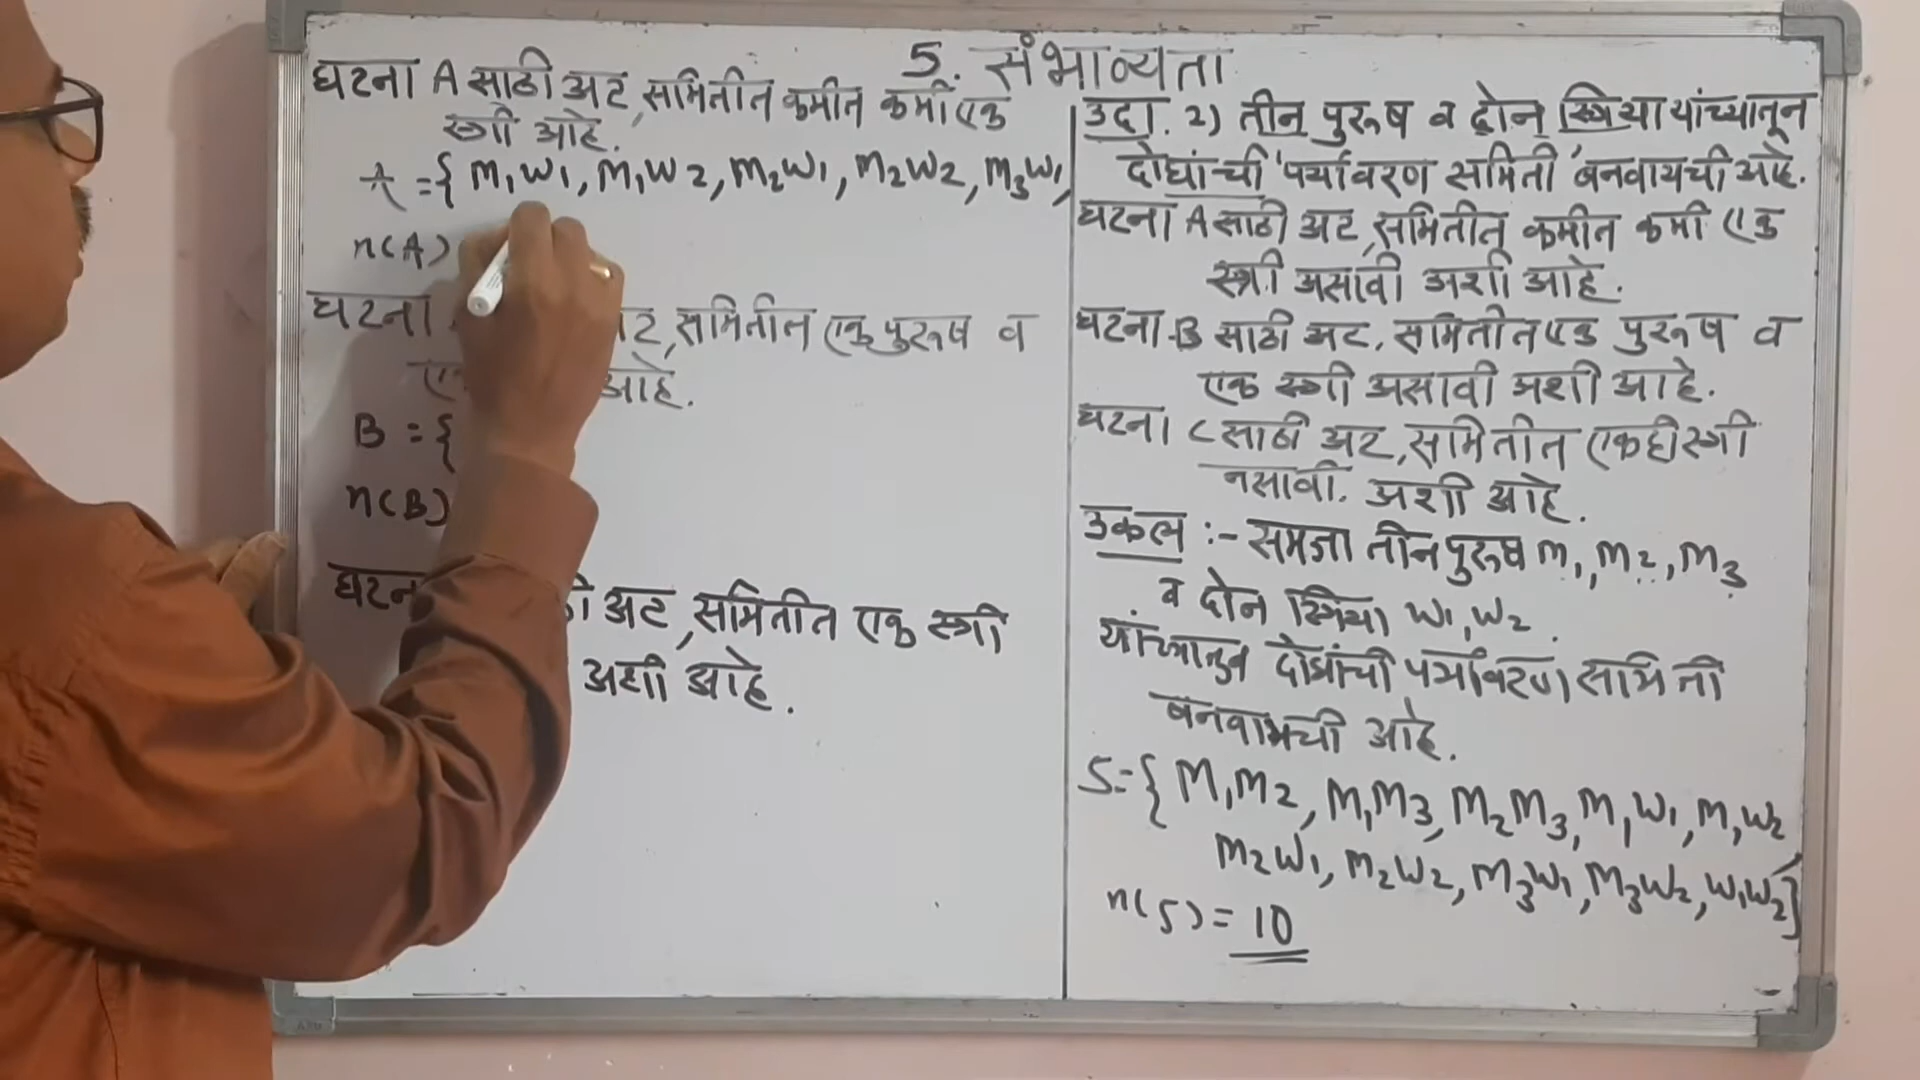 5. संभाव्यता
घटना A साठी अट, समितीत कमीत कमी एक
स्त्री आहे.
A = { M1W1, M1W2, M2W1, M2W2, M3W1,
n(A)
घटना अट, समितीत एक पुरूष व
आहे.
B = {
n(B)
घटना अट, समितीत एक स्त्री
अशी आहे.
उदा. 2) तीन पुरूष व दोन स्त्रिया यांच्यातून
दोघांची 'पर्यावरण समिती' बनवायची आहे.
घटना A साठी अट, समितीत कमीत कमी एक
स्त्री असावी अशी आहे.
घटना B साठी अट, समितीत एक पुरूष व
एक स्त्री असावी अशी आहे.
घटना C साठी अट, समितीत एकही स्त्री
नसावी. अशी आहे.
उकल :- समजा तीन पुरूष M1, M2, M3
व दोन स्त्रिया W1, W2.
यांच्यातून दोघांची पर्यावरण समिती
बनवायची आहे.
S = { M1M2, M1M3, M2M3, M1W1, M1W2
M2W1, M2W2, M3W1, M3W2, W1W2}
n(S) = 10